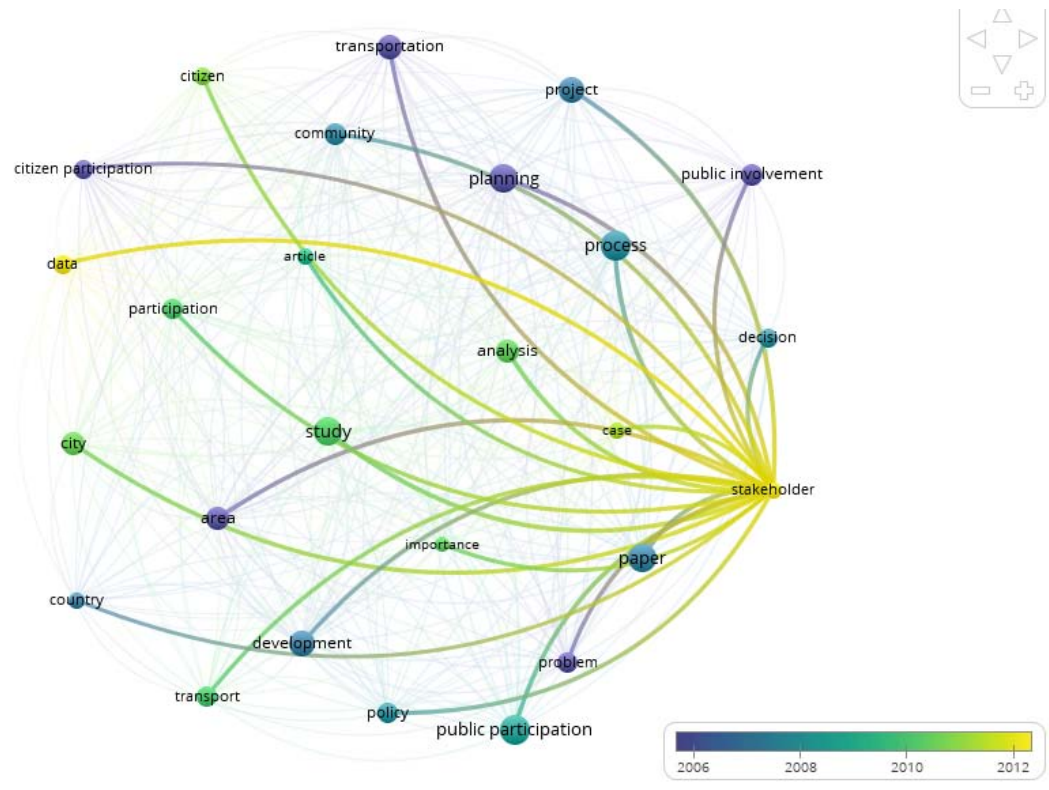 transportation
citizen
project
community
citizen participation
public involvement
planning
process
article
data
participation
decision
analysis
case
study
city
stakeholder
area
importance
paper
country
development
problem
transport
policy
public participation
2006 2008 2010 2012